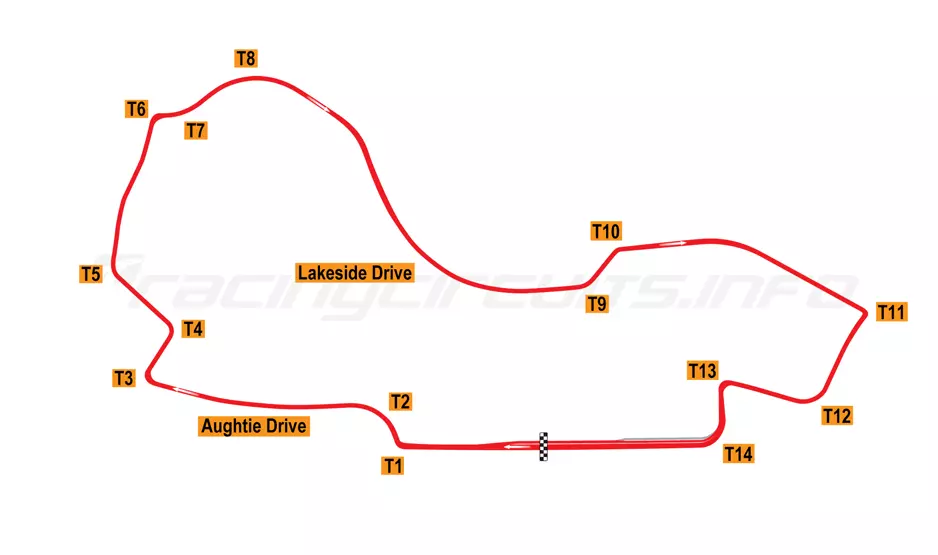 T8
T6
T7
T10
Lakeside Drive
T5
T9
T11
T4
T3
T13
T2
T12
Aughtie Drive
T14
T1
racingcircuits.info